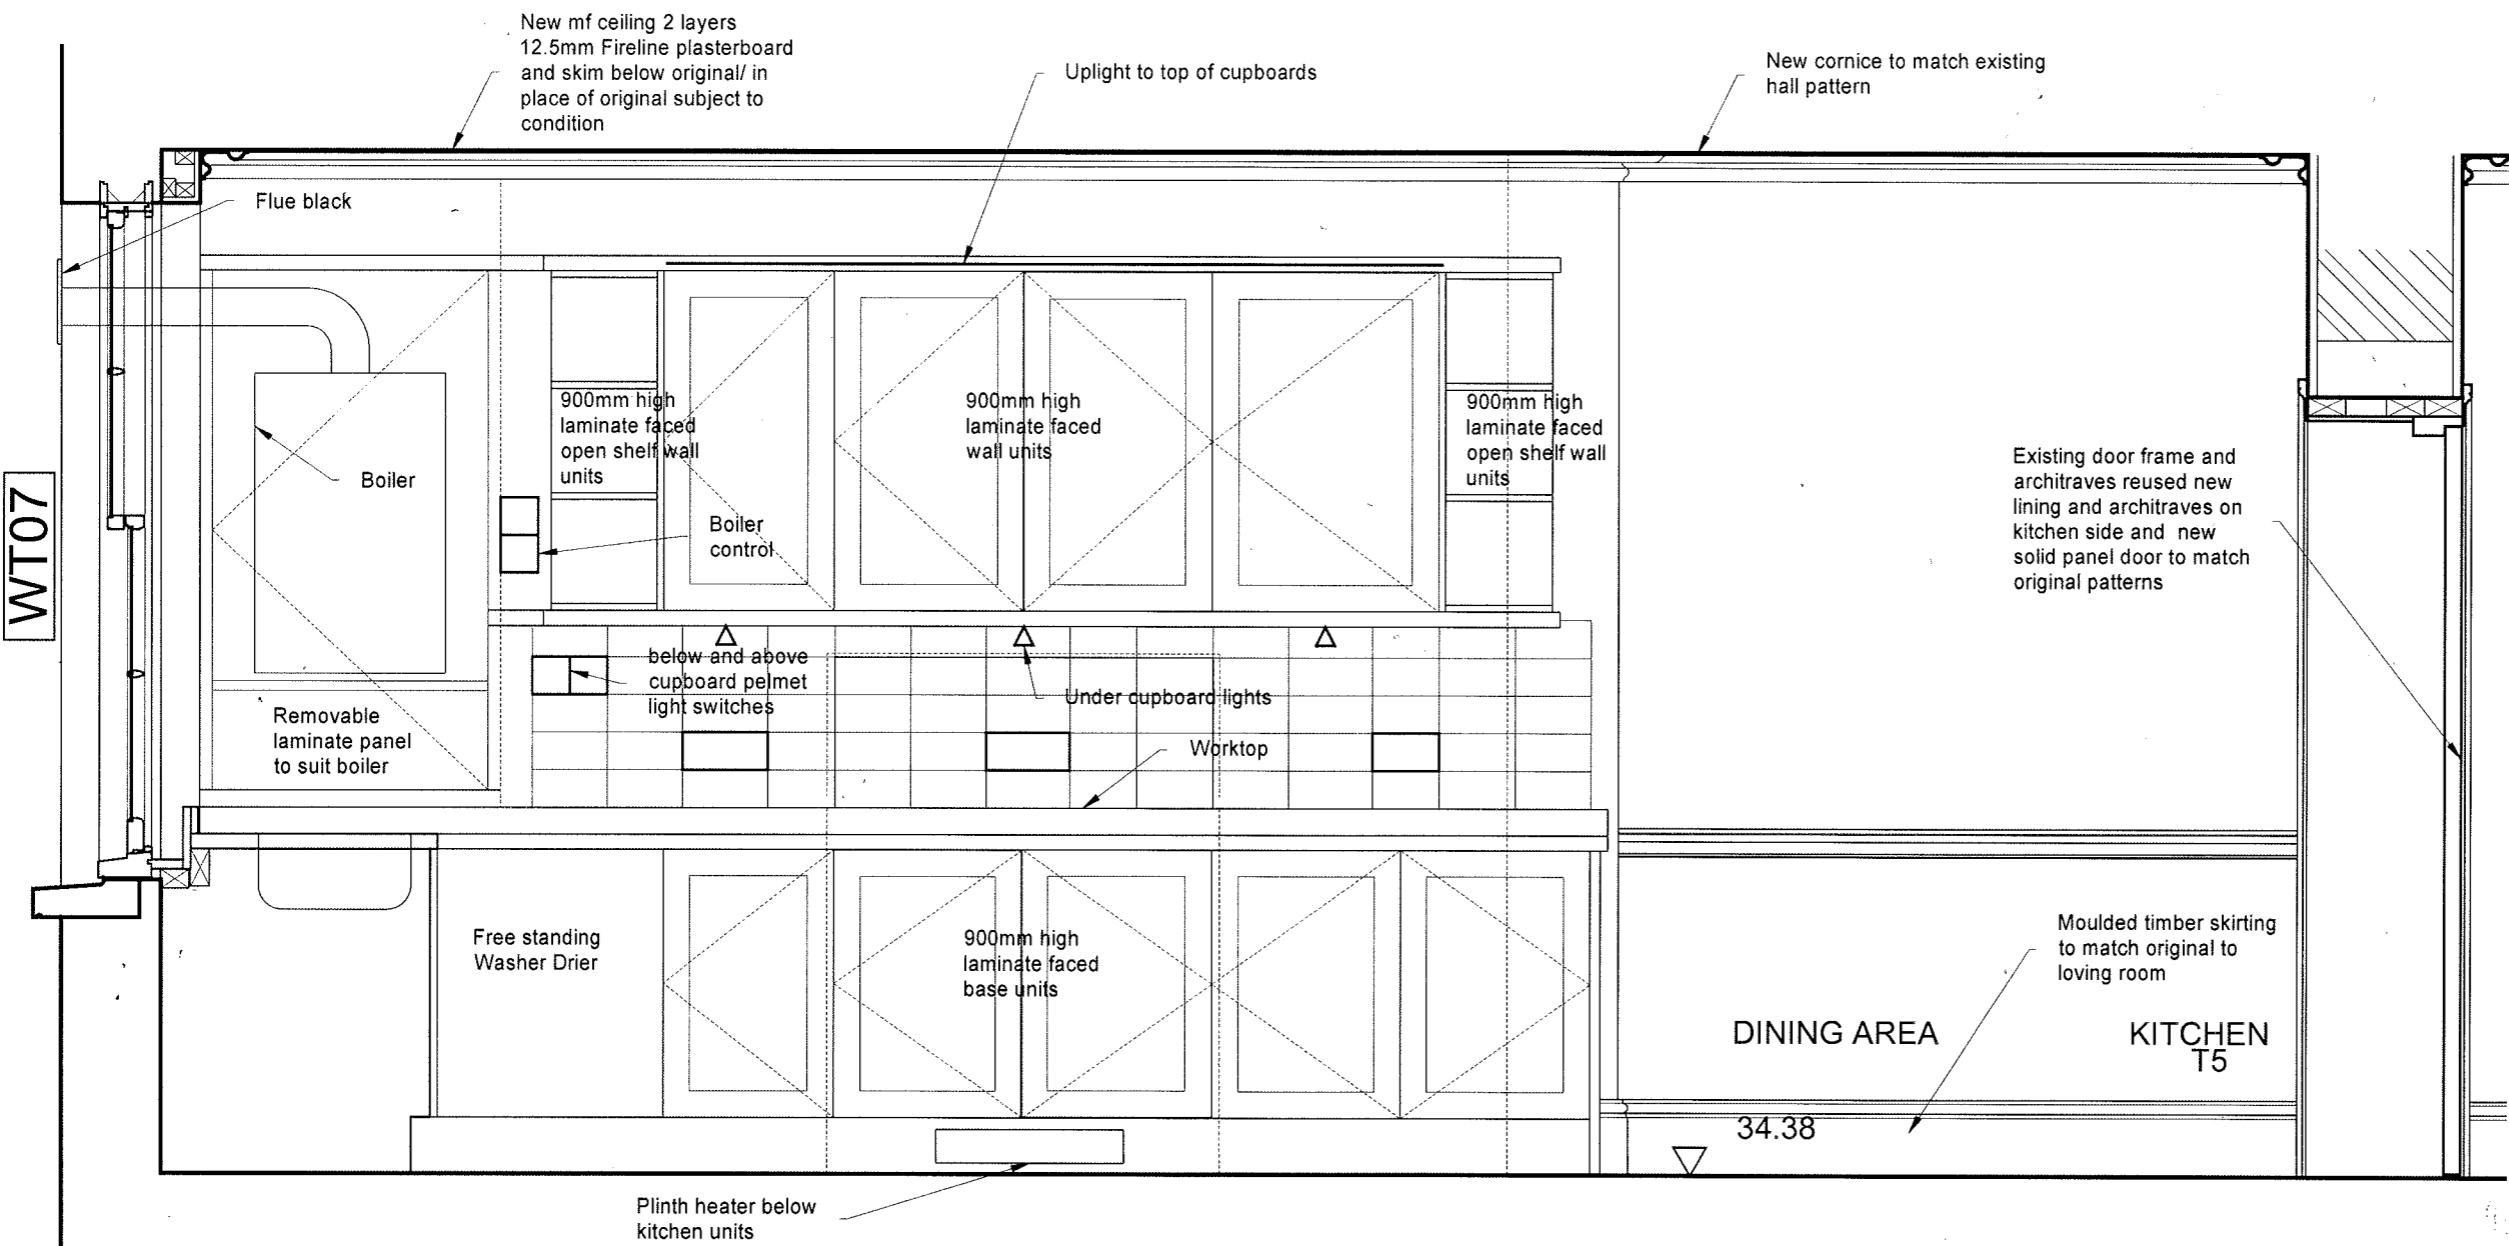 New mf ceiling 2 layers
12.5mm Fireline plasterboard
and skim below original/ in
place of original subject to
condition
Uplight to top of cupboards
New cornice to match existing
hall pattern
Flue black
900mm high
laminate faced
open shelf wall
units
900mm high
laminate faced
wall units
900mm high
laminate faced
open shelf wall
units
Existing door frame and
architraves reused new
lining and architraves on
kitchen side and new
solid panel door to match
original patterns
Boiler
WT07
Boiler
control
below and above
cupboard pelmet
light switches
Under cupboard lights
Removable
laminate panel
to suit boiler
Worktop
Free standing
Washer Drier
900mm high
laminate faced
base units
Moulded timber skirting
to match original to
loving room
DINING AREA
KITCHEN
T5
34.38
Plinth heater below
kitchen units